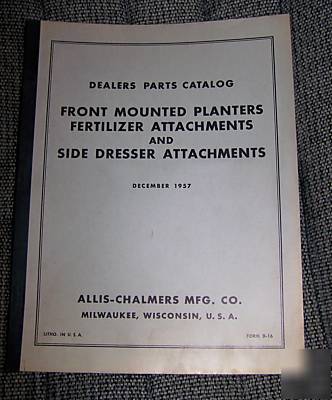 DEALERS PARTS CATALOG
FRONT MOUNTED PLANTERS
FERTILIZER ATTACHMENTS
AND
SIDE DRESSER ATTACHMENTS
DECEMBER 1957
ALLIS-CHALMERS MFG. CO.
MILWAUKEE, WISCONSIN, U. S. A.
LITHO. IN U. S. A.
FORM D-16